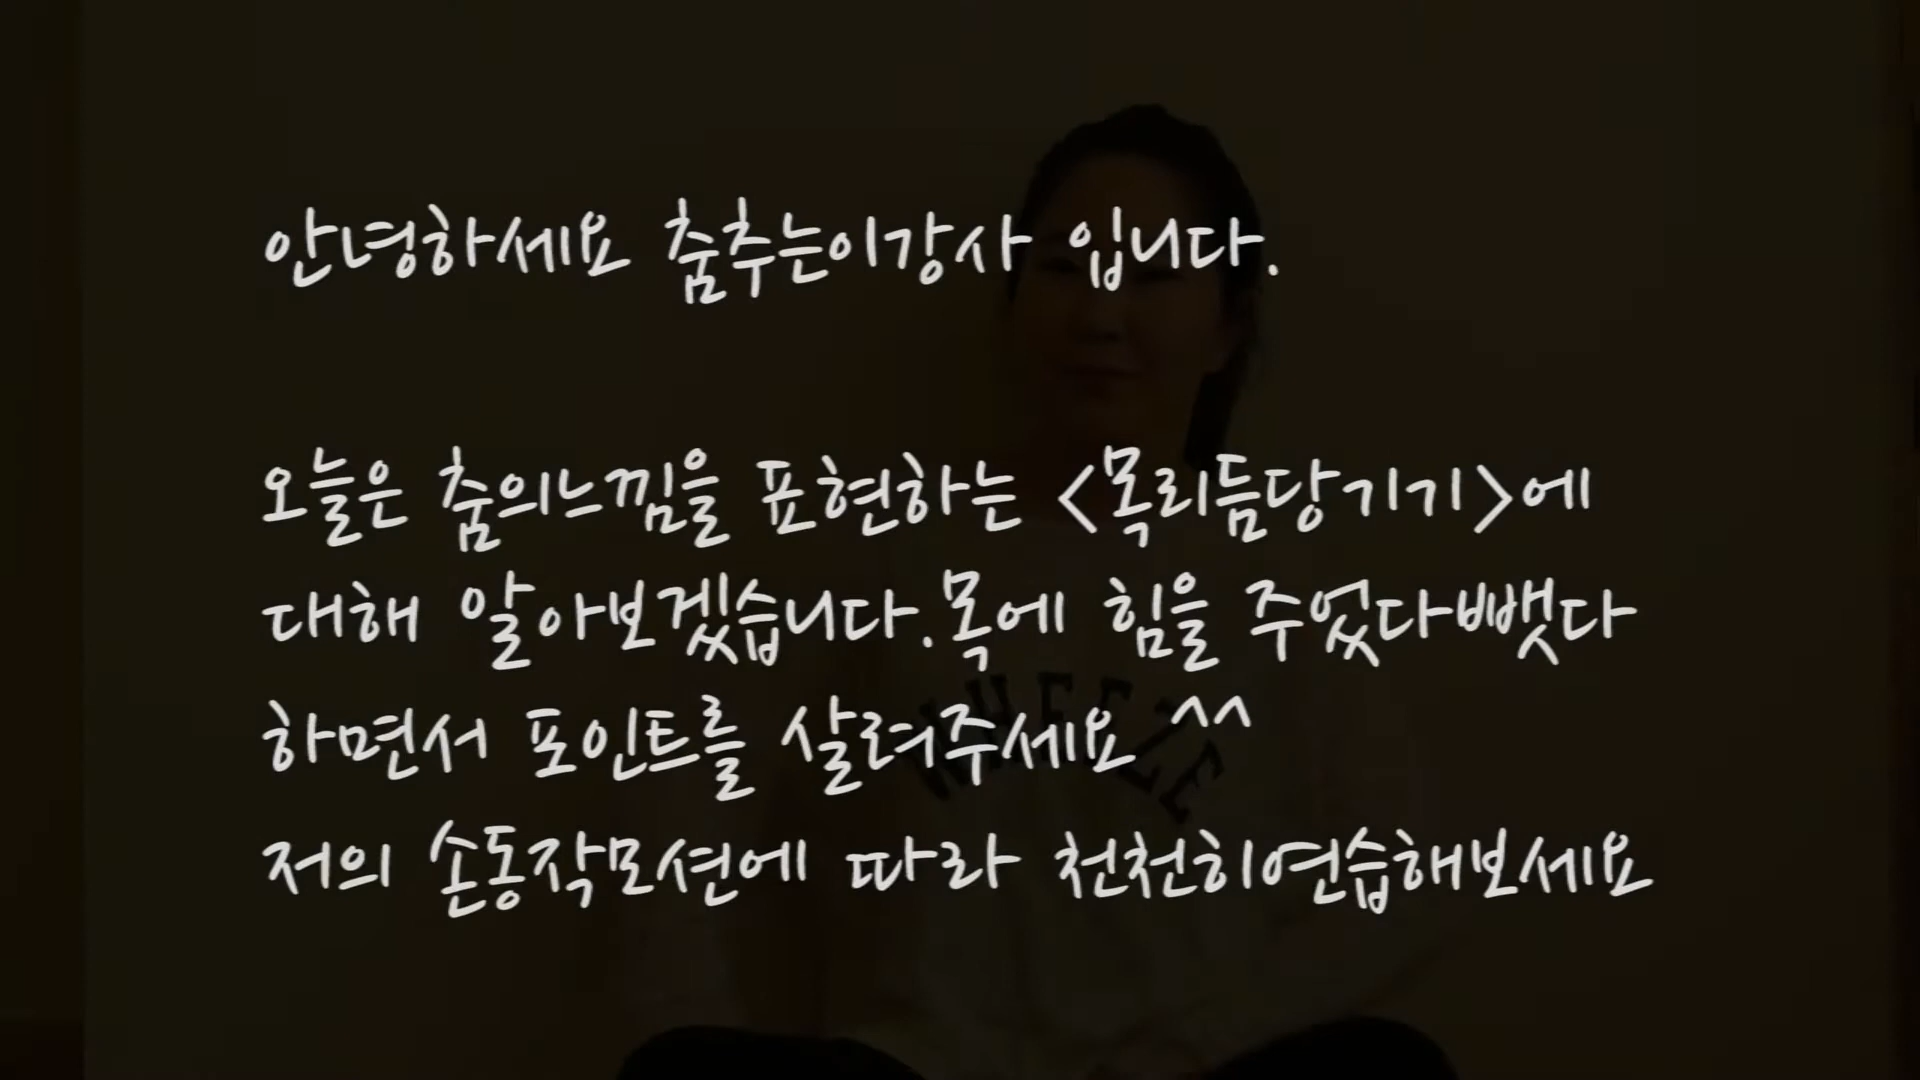 안녕하세요 춤추는이강사 입니다.
오늘은 춤의느낌을 표현하는 <목리듬당기기>에
대해 알아보겠습니다.목에 힘을 주었다뺏다
하면서 포인트를 살려주세요^^
저의 손동작모션에 따라 천천히연습해보세요
WHEEZE